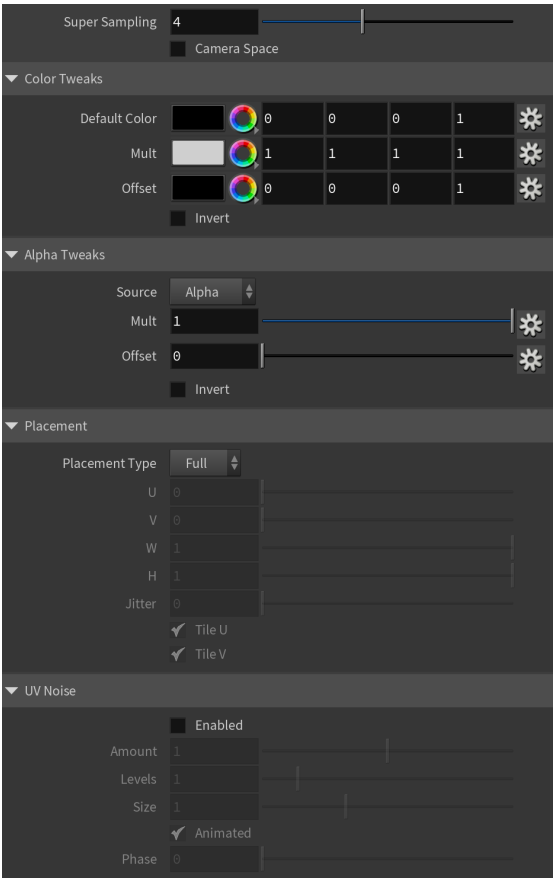 Super Sampling 4
Camera Space
Color Tweaks
Default Color 0 0 0 1
Mult 1 1 1 1
Offset 0 0 0 1
Invert
Alpha Tweaks
Source Alpha
Mult 1
Offset 0
Invert
Placement
Placement Type Full
U 0
V 0
W 1
H 1
Jitter 0
Tile U
Tile V
UV Noise
Enabled
Amount 1
Levels 1
Size 1
Animated
Phase 0